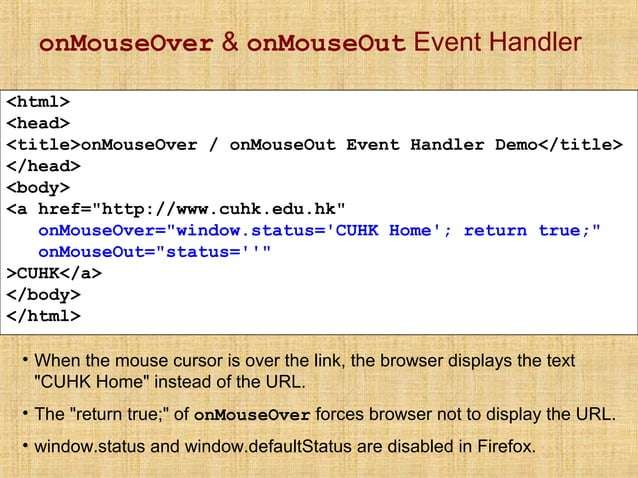 onMouseOver & onMouseOut Event Handler
<html>
<head>
<title>onMouseOver / onMouseOut Event Handler Demo</title>
</head>
<body>
<a href="http://www.cuhk.edu.hk"
onMouseOver="window.status='CUHK Home'; return true;"
onMouseOut="status=''"
>CUHK</a>
</body>
</html>
• When the mouse cursor is over the link, the browser displays the text
"CUHK Home" instead of the URL.
• The "return true;" of onMouseOver forces browser not to display the URL.
• window.status and window.defaultStatus are disabled in Firefox.